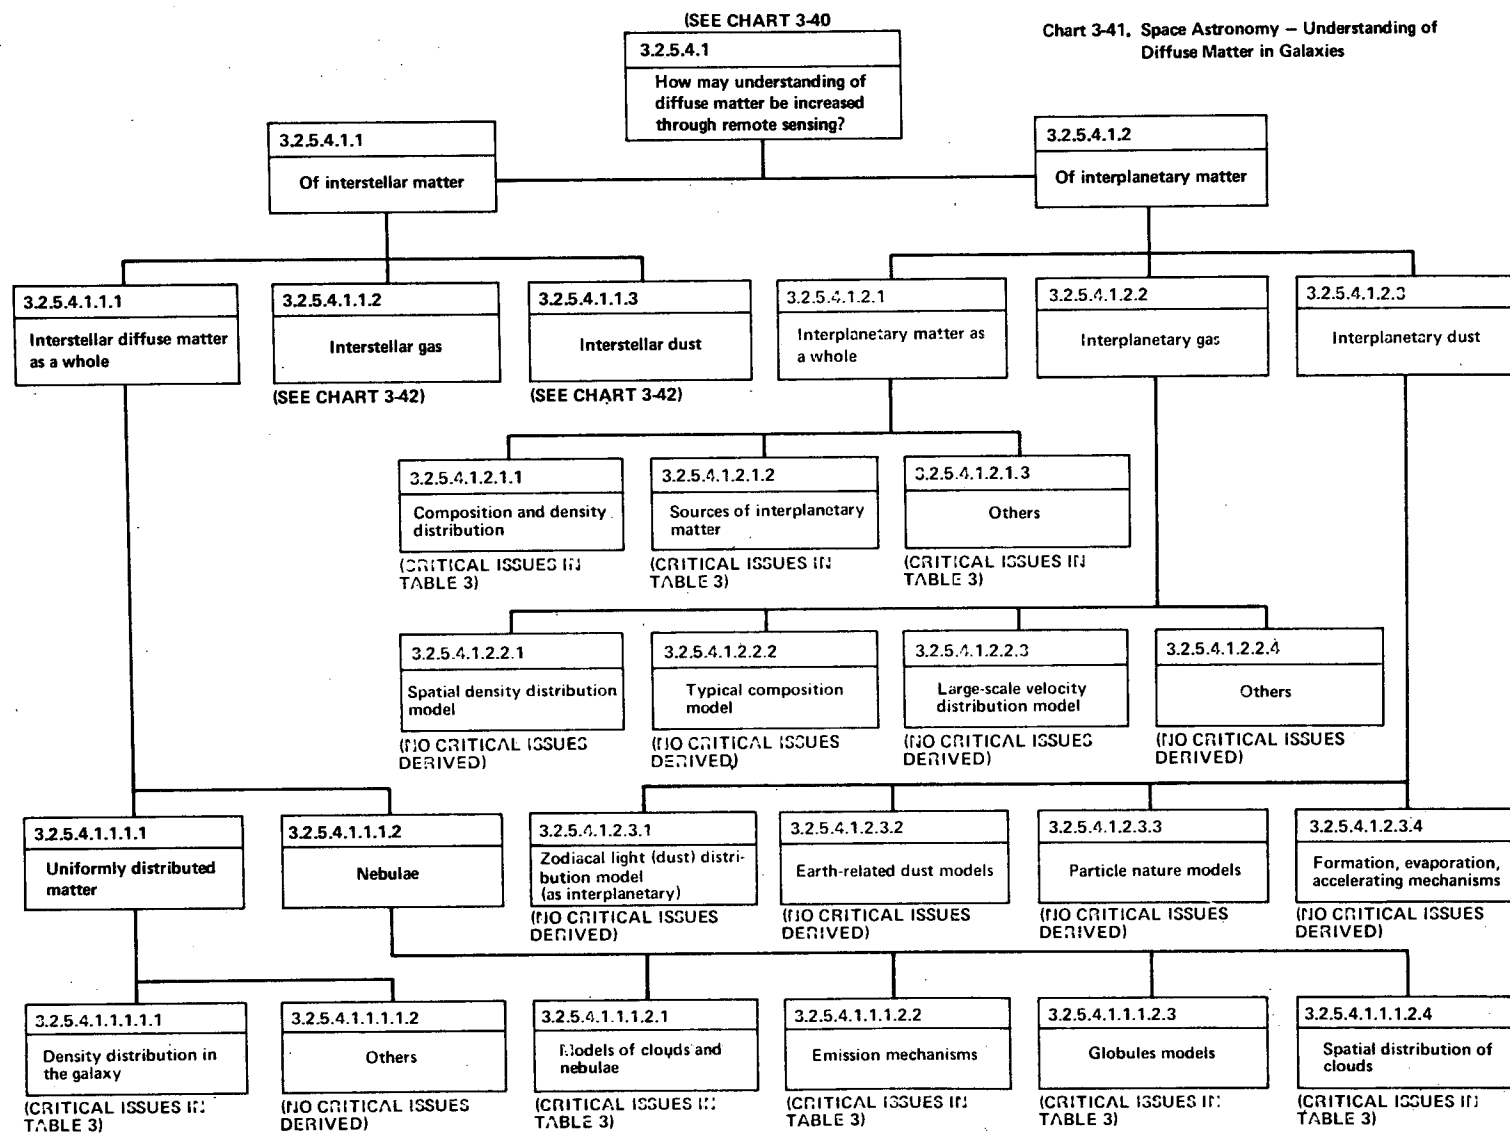 (SEE CHART 3-40
Chart 3-41. Space Astronomy – Understanding of
Diffuse Matter in Galaxies
3.2.5.4.1
How may understanding of
diffuse matter be increased
through remote sensing?
3.2.5.4.1.1
Of interstellar matter
3.2.5.4.1.2
Of interplanetary matter
3.2.5.4.1.1.1
Interstellar diffuse matter
as a whole
3.2.5.4.1.1.2
Interstellar gas
(SEE CHART 3-42)
3.2.5.4.1.1.3
Interstellar dust
(SEE CHART 3-42)
3.2.5.4.1.2.1
Interplanetary matter as
a whole
3.2.5.4.1.2.2
Interplanetary gas
3.2.5.4.1.2.3
Interplanetary dust
3.2.5.4.1.2.1.1
Composition and density
distribution
(CRITICAL ISSUES IN
TABLE 3)
3.2.5.4.1.2.1.2
Sources of interplanetary
matter
(CRITICAL ISSUES IN
TABLE 3)
3.2.5.4.1.2.1.3
Others
(CRITICAL ISSUES IN
TABLE 3)
3.2.5.4.1.2.2.1
Spatial density distribution
model
(NO CRITICAL ISSUES
DERIVED)
3.2.5.4.1.2.2.2
Typical composition
model
(NO CRITICAL ISSUES
DERIVED)
3.2.5.4.1.2.2.3
Large-scale velocity
distribution model
(NO CRITICAL ISSUES
DERIVED)
3.2.5.4.1.2.2.4
Others
(NO CRITICAL ISSUES
DERIVED)
3.2.5.4.1.1.1.1
Uniformly distributed
matter
3.2.5.4.1.1.1.2
Nebulae
3.2.5.4.1.2.3.1
Zodiacal light (dust) distri-
bution model
(as interplanetary)
(NO CRITICAL ISSUES
DERIVED)
3.2.5.4.1.2.3.2
Earth-related dust models
(NO CRITICAL ISSUES
DERIVED)
3.2.5.4.1.2.3.3
Particle nature models
(NO CRITICAL ISSUES
DERIVED)
3.2.5.4.1.2.3.4
Formation, evaporation,
accelerating mechanisms
(NO CRITICAL ISSUES
DERIVED)
3.2.5.4.1.1.1.1.1
Density distribution in
the galaxy
(CRITICAL ISSUES IN
TABLE 3)
3.2.5.4.1.1.1.1.2
Others
(NO CRITICAL ISSUES
DERIVED)
3.2.5.4.1.1.1.2.1
Models of clouds and
nebulae
(CRITICAL ISSUES IN
TABLE 3)
3.2.5.4.1.1.1.2.2
Emission mechanisms
(CRITICAL ISSUES IN
TABLE 3)
3.2.5.4.1.1.1.2.3
Globules models
(CRITICAL ISSUES IN
TABLE 3)
3.2.5.4.1.1.1.2.4
Spatial distribution of
clouds
(CRITICAL ISSUES IN
TABLE 3)